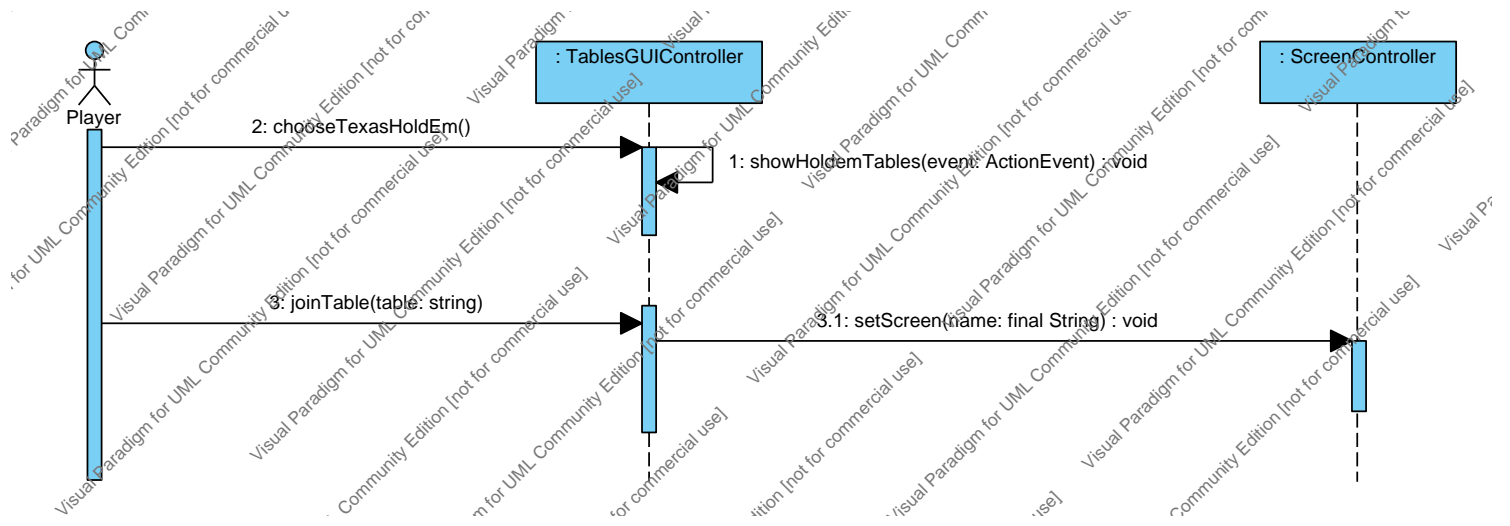 : TablesGUIController
: ScreenController
Player
2: chooseTexasHoldEm()
1: showHoldemTables(event: ActionEvent) : void
3: joinTable(table: string)
3.1: setScreen(name: final String) : void
Visual Paradigm for UML Community Edition [not for commercial use]